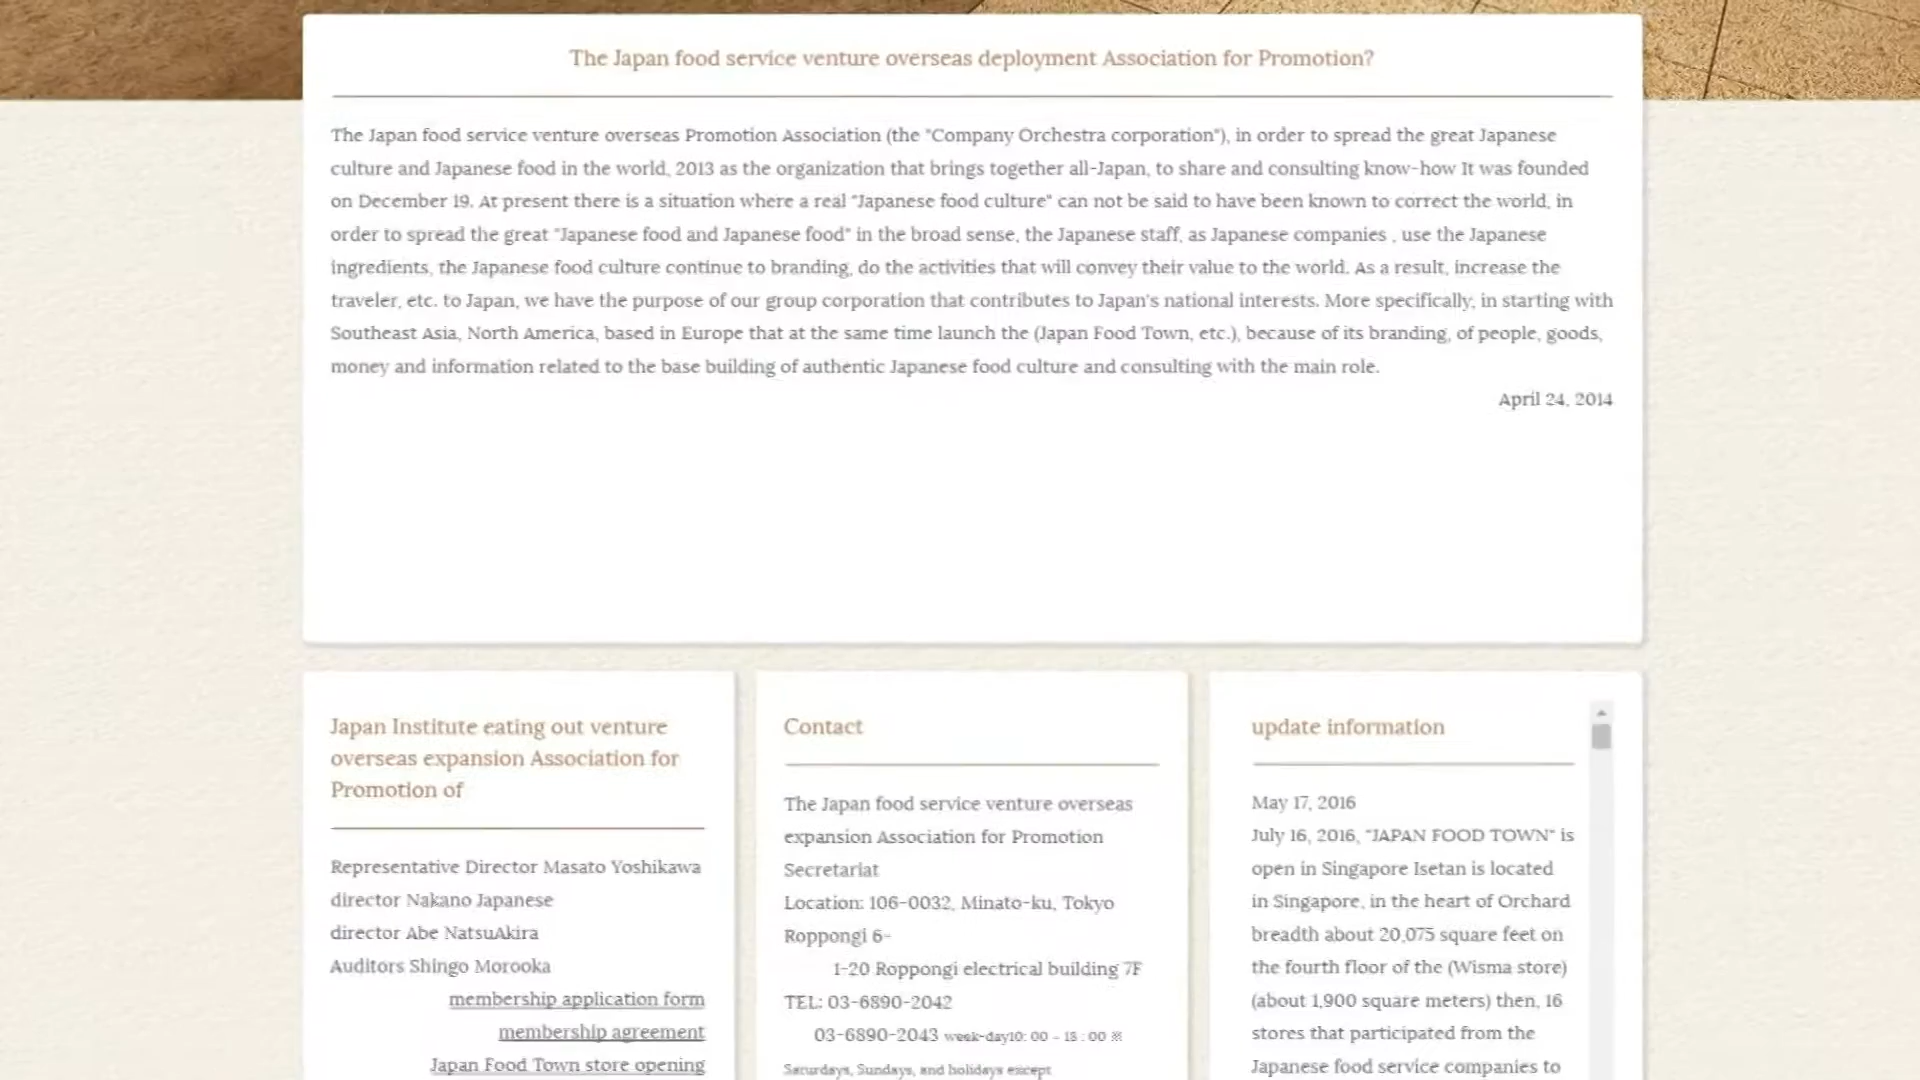 The Japan food service venture overseas deployment Association for Promotion?
The Japan food service venture overseas Promotion Association (the "Company Orchestra corporation"), in order to spread the great Japanese
culture and Japanese food in the world, 2013 as the organization that brings together all-Japan, to share and consulting know-how It was founded
on December 19. At present there is a situation where a real "Japanese food culture" can not be said to have been known to correct the world, in
order to spread the great "Japanese food and Japanese food" in the broad sense, the Japanese staff, as Japanese companies , use the Japanese
ingredients, the Japanese food culture continue to branding, do the activities that will convey their value to the world. As a result, increase the
traveler, etc. to Japan, we have the purpose of our group corporation that contributes to Japan's national interests. More specifically, in starting with
Southeast Asia, North America, based in Europe that at the same time launch the (Japan Food Town, etc.), because of its branding, of people, goods,
money and information related to the base building of authentic Japanese food culture and consulting with the main role.
April 24, 2014
Japan Institute eating out venture
overseas expansion Association for
Promotion of
Representative Director Masato Yoshikawa
director Nakano Japanese
director Abe NatsuAkira
Auditors Shingo Morooka
membership application form
membership agreement
Japan Food Town store opening
Contact
The Japan food service venture overseas
expansion Association for Promotion
Secretariat
Location: 106-0032, Minato-ku, Tokyo
Roppongi 6-
1-20 Roppongi electrical building 7F
TEL: 03-6890-2042
03-6890-2043 week-day10: 00 - 18 : 00 ※
Saturdays, Sundays, and holidays except
update information
May 17, 2016
July 16, 2016, "JAPAN FOOD TOWN" is
open in Singapore Isetan is located
in Singapore, in the heart of Orchard
breadth about 20,075 square feet on
the fourth floor of the (Wisma store)
(about 1,900 square meters) then, 16
stores that participated from the
Japanese food service companies to